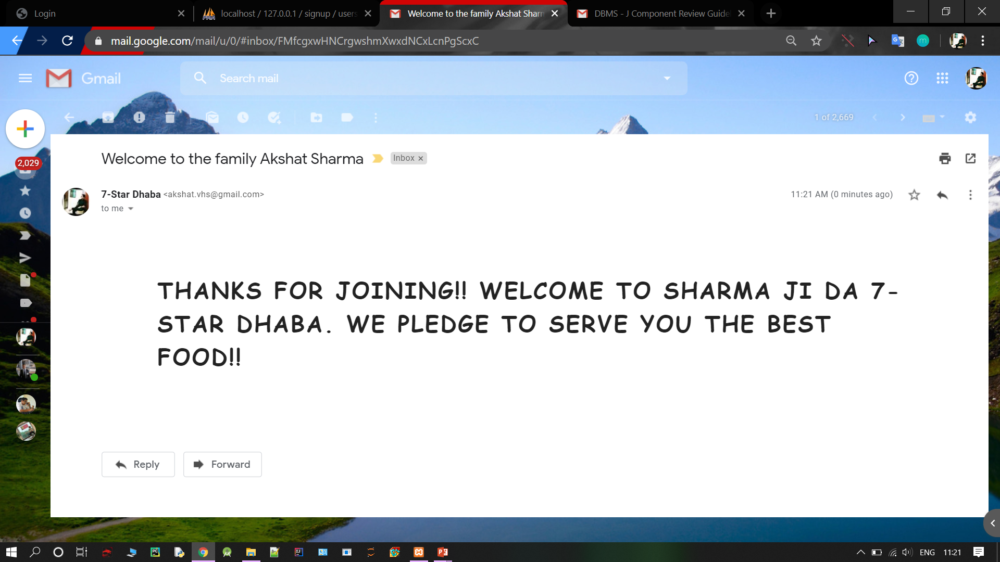 Login
localhost / 127.0.0.1 / signup / users
Welcome to the family Akshat Sharm
DBMS - J Component Review Guide
mail.google.com/mail/u/0/#inbox/FMfcgxwHNCrgwshmXwxdNCxLcnPgScxC
Gmail
Search mail
1 of 2,669
2,029
Welcome to the family Akshat Sharma
Inbox ×
7-Star Dhaba <akshat.vhs@gmail.com>
11:21 AM (0 minutes ago)
to me
THANKS FOR JOINING!! WELCOME TO SHARMA JI DA 7-
STAR DHABA. WE PLEDGE TO SERVE YOU THE BEST
FOOD!!
Reply
Forward
ENG
11:21